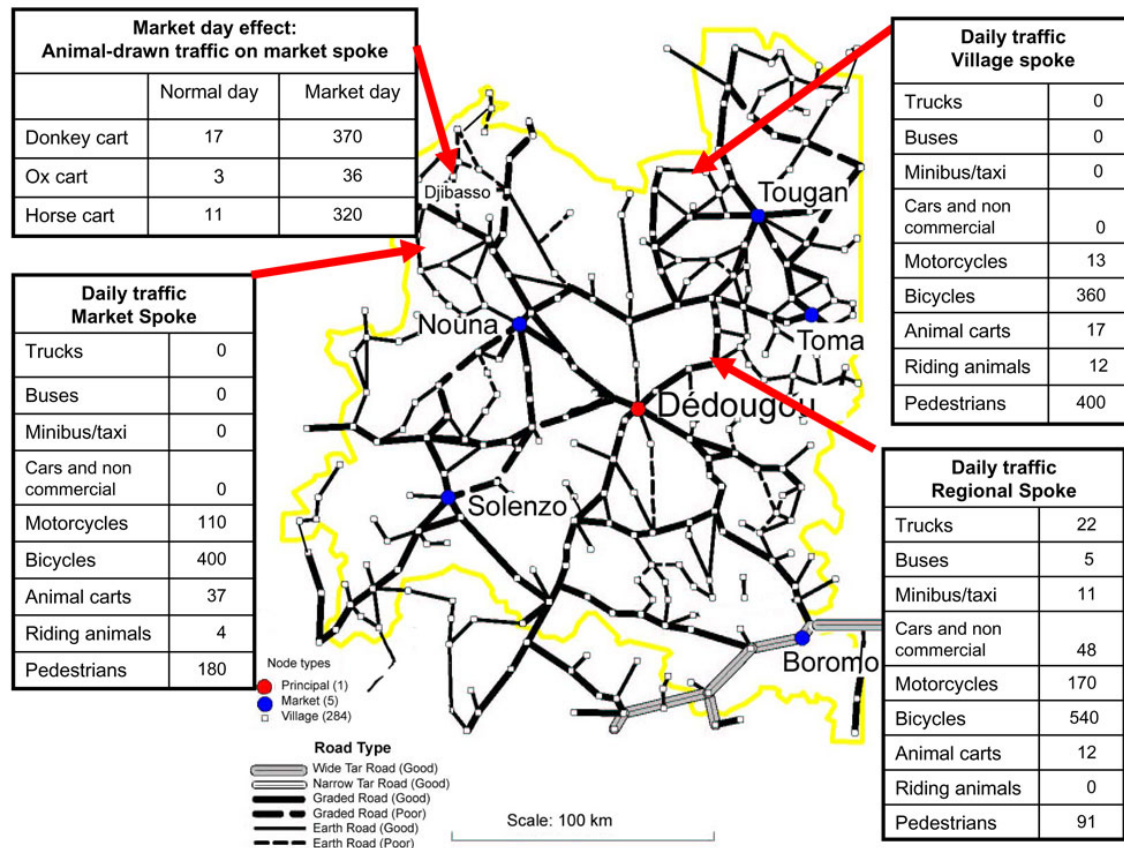 Market day effect:
Animal-drawn traffic on market spoke
Normal day Market day
Donkey cart 17 370
Ox cart 3 36
Horse cart 11 320
Daily traffic
Village spoke
Trucks 0
Buses 0
Minibus/taxi 0
Cars and non
commercial 0
Motorcycles 13
Bicycles 360
Animal carts 17
Riding animals 12
Pedestrians 400
Daily traffic
Market Spoke
Trucks 0
Buses 0
Minibus/taxi 0
Cars and non
commercial 0
Motorcycles 110
Bicycles 400
Animal carts 37
Riding animals 4
Pedestrians 180
Djibasso
Tougan
Nouna
Toma
Dédougou
Solenzo
Boromo
Daily traffic
Regional Spoke
Trucks 22
Buses 5
Minibus/taxi 11
Cars and non
commercial 48
Motorcycles 170
Bicycles 540
Animal carts 12
Riding animals 0
Pedestrians 91
Node types
Principal (1)
Market (5)
Village (284)
Road Type
Wide Tar Road (Good)
Narrow Tar Road (Good)
Graded Road (Good)
Graded Road (Poor)
Earth Road (Good)
Earth Road (Poor)
Scale: 100 km